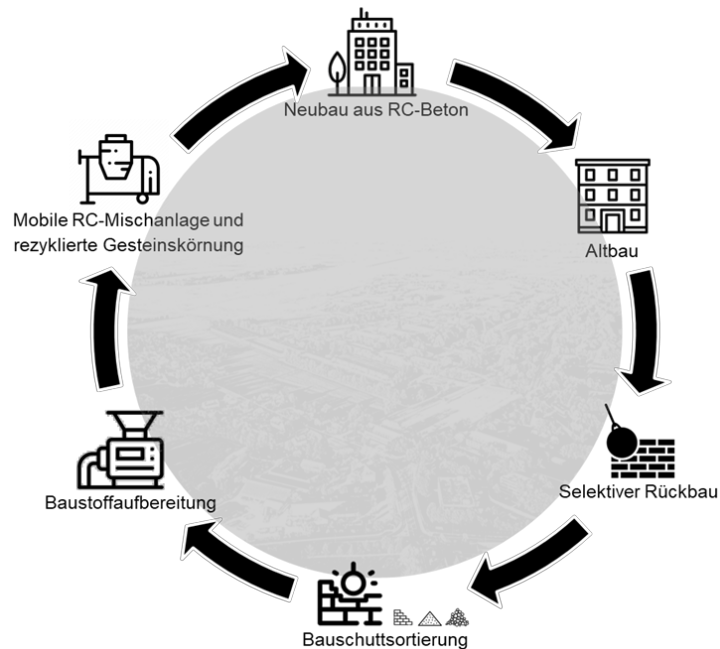 Neubau aus RC-Beton
Altbau
Selektiver Rückbau
Bauschuttsortierung
Baustoffaufbereitung
Mobile RC-Mischanlage und
rezyklierte Gesteinskörnung